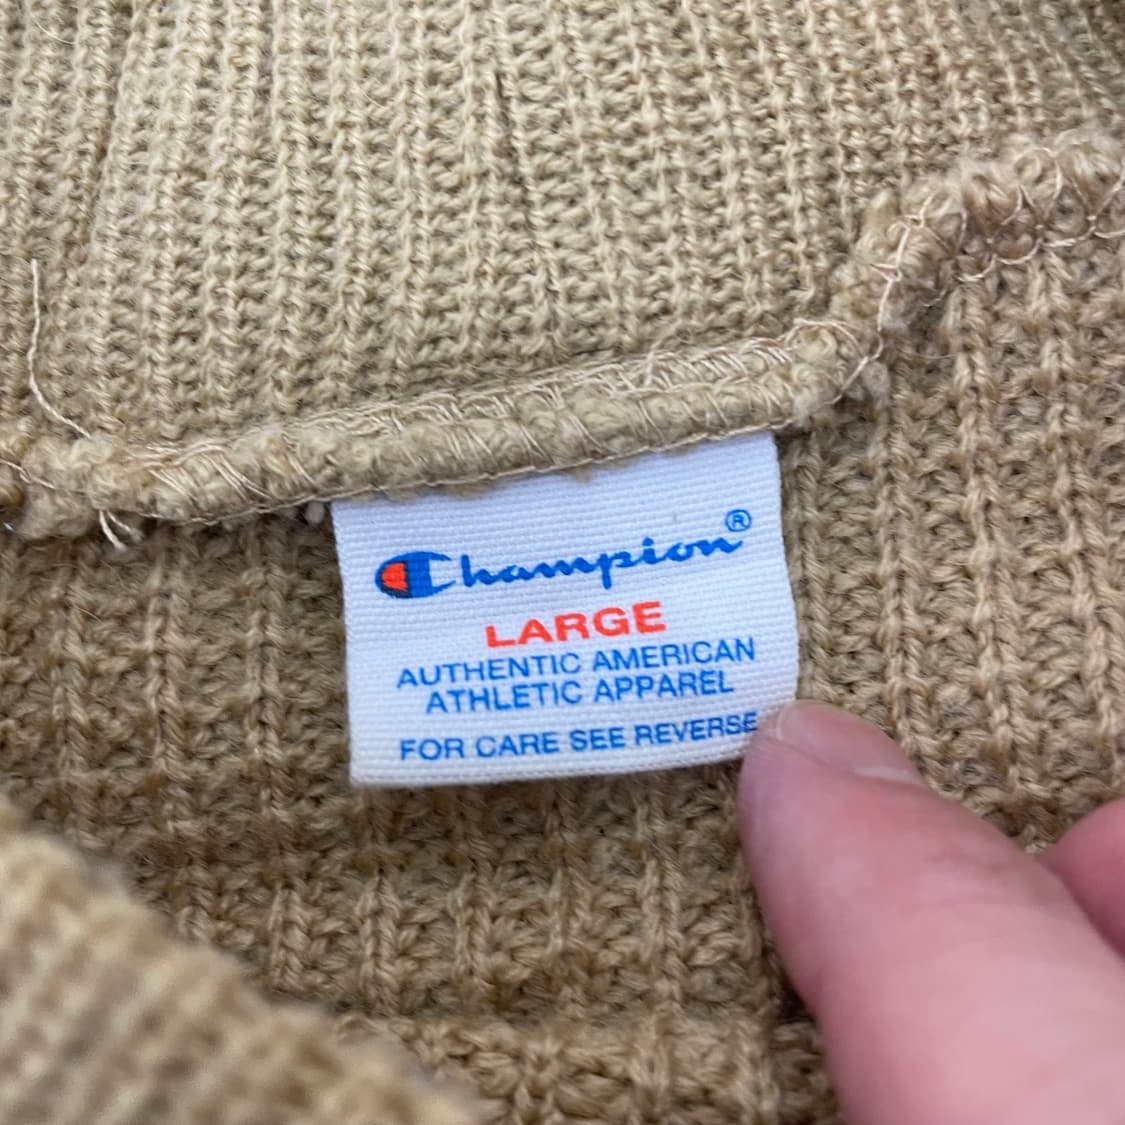 Champion®
LARGE
AUTHENTIC AMERICAN
ATHLETIC APPAREL
FOR CARE SEE REVERSE